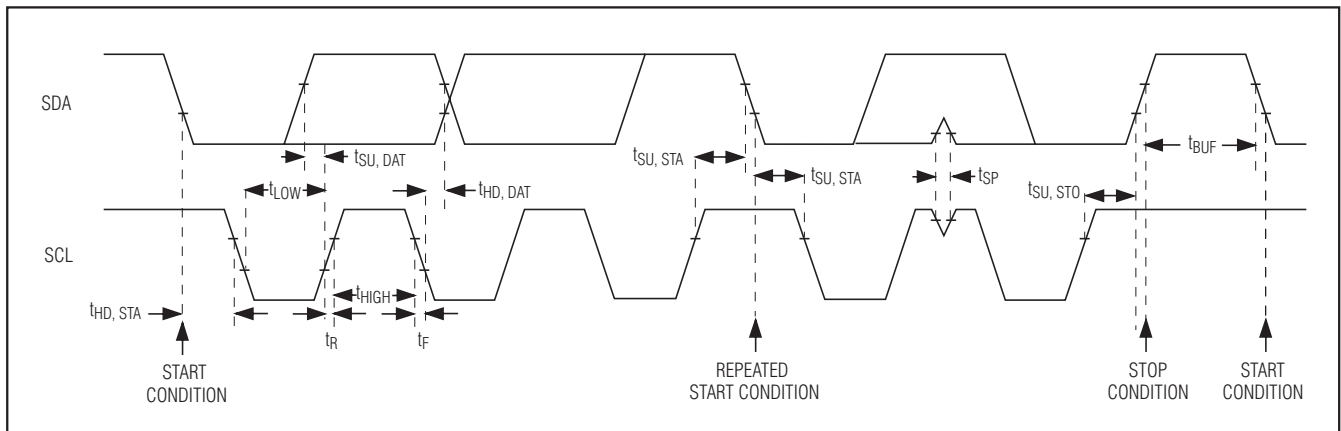 SDA
tSU, DAT
tLOW
tHD, DAT
tSU, STA
tSU, STA
tSP
tBUF
tSU, STO
SCL
tHD, STA
tHIGH
tR
tF
START
CONDITION
REPEATED
START CONDITION
STOP
CONDITION
START
CONDITION